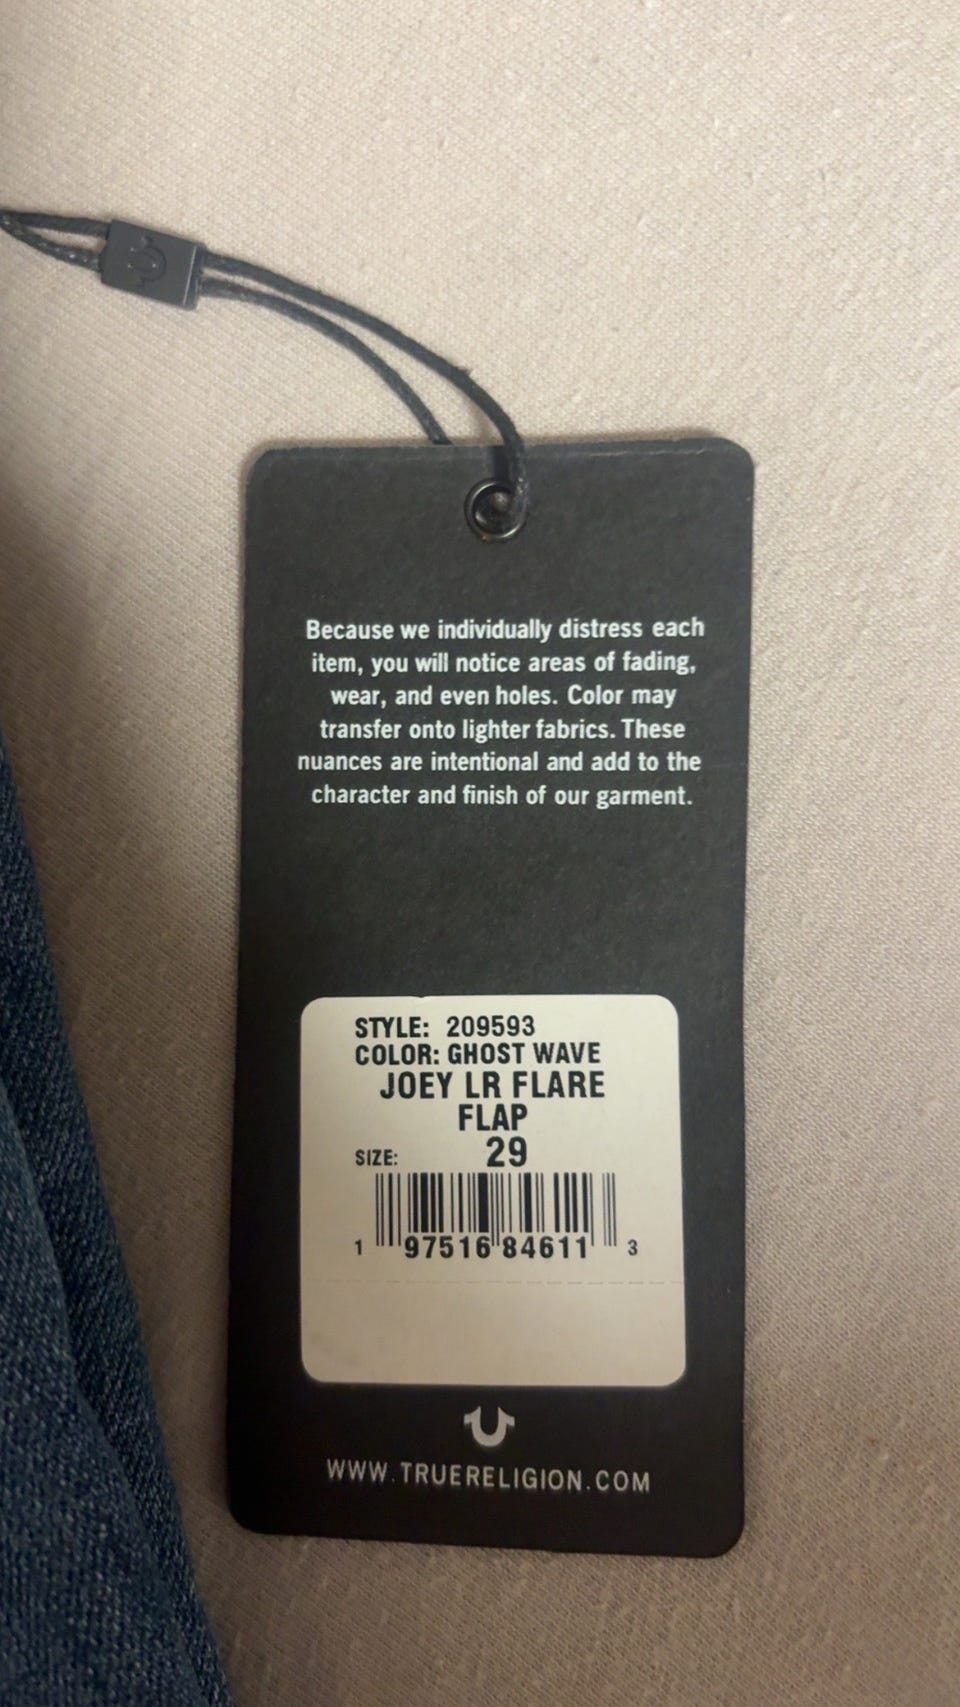 Because we individually distress each
item, you will notice areas of fading,
wear, and even holes. Color may
transfer onto lighter fabrics. These
nuances are intentional and add to the
character and finish of our garment.
STYLE: 209593
COLOR: GHOST WAVE
JOEY LR FLARE
FLAP
SIZE: 29
1 97516 84611 3
WWW.TRUERELIGION.COM